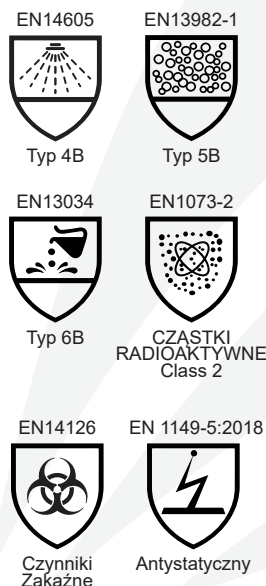 EN14605
EN13982-1
Typ 4B
Typ 5B
EN13034
EN1073-2
Typ 6B
CZĄSTKI
RADIOAKTYWNE
Class 2
EN14126
EN 1149-5:2018
Czynniki
Zakaźne
Antystatyczny